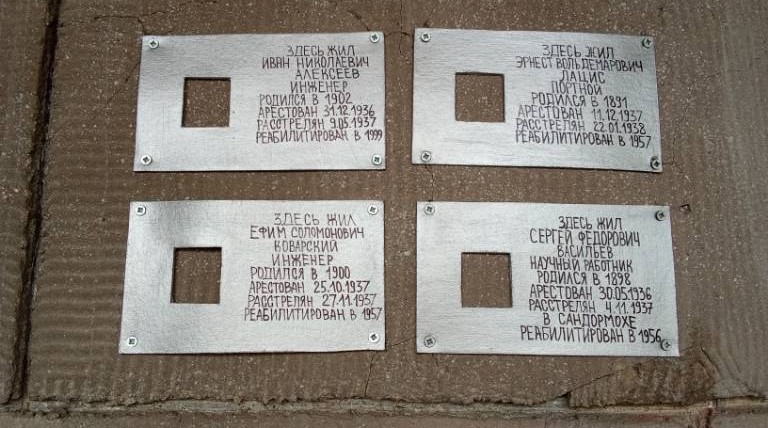 ЗДЕСЬ ЖИЛ
ИВАН НИКОЛАЕВИЧ
АЛЕКСЕЕВ
ИНЖЕНЕР
РОДИЛСЯ В 1902
АРЕСТОВАН 31.12.1936
РАССТРЕЛЯН 9.05.1937
РЕАБИЛИТИРОВАН В 1999
ЗДЕСЬ ЖИЛ
ЭРНЕСТ ВОЛЬДЕМАРОВИЧ
ЛАЦИС
ПОРТНОЙ
РОДИЛСЯ В 1891
АРЕСТОВАН 11.12.1937
РАССТРЕЛЯН 22.01.1938
РЕАБИЛИТИРОВАН В 1957
ЗДЕСЬ ЖИЛ
ЕФИМ СОЛОМОНОВИЧ
КОВАРСКИЙ
ИНЖЕНЕР
РОДИЛСЯ В 1900
АРЕСТОВАН 25.10.1937
РАССТРЕЛЯН 27.11.1937
РЕАБИЛИТИРОВАН В 1957
ЗДЕСЬ ЖИЛ
СЕРГЕЙ ФЕДОРОВИЧ
ВАСИЛЬЕВ
НАУЧНЫЙ РАБОТНИК
РОДИЛСЯ В 1898
АРЕСТОВАН 30.05.1936
РАССТРЕЛЯН 4.11.1937
В САНДОРМОХЕ
РЕАБИЛИТИРОВАН В 1956